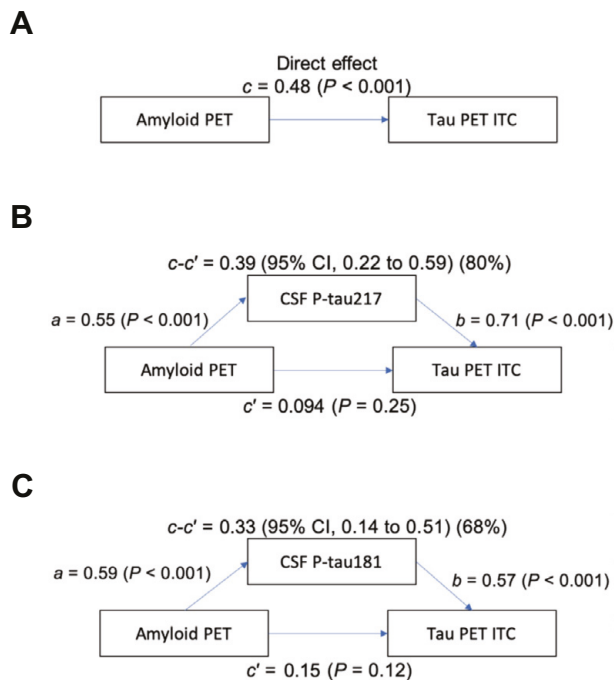 A
Direct effect
c = 0.48 (P < 0.001)
Amyloid PET
Tau PET ITC
B
c-c′ = 0.39 (95% CI, 0.22 to 0.59) (80%)
CSF P-tau217
a = 0.55 (P < 0.001)
b = 0.71 (P < 0.001)
Amyloid PET
Tau PET ITC
c′ = 0.094 (P = 0.25)
C
c-c′ = 0.33 (95% CI, 0.14 to 0.51) (68%)
CSF P-tau181
a = 0.59 (P < 0.001)
b = 0.57 (P < 0.001)
Amyloid PET
Tau PET ITC
c′ = 0.15 (P = 0.12)